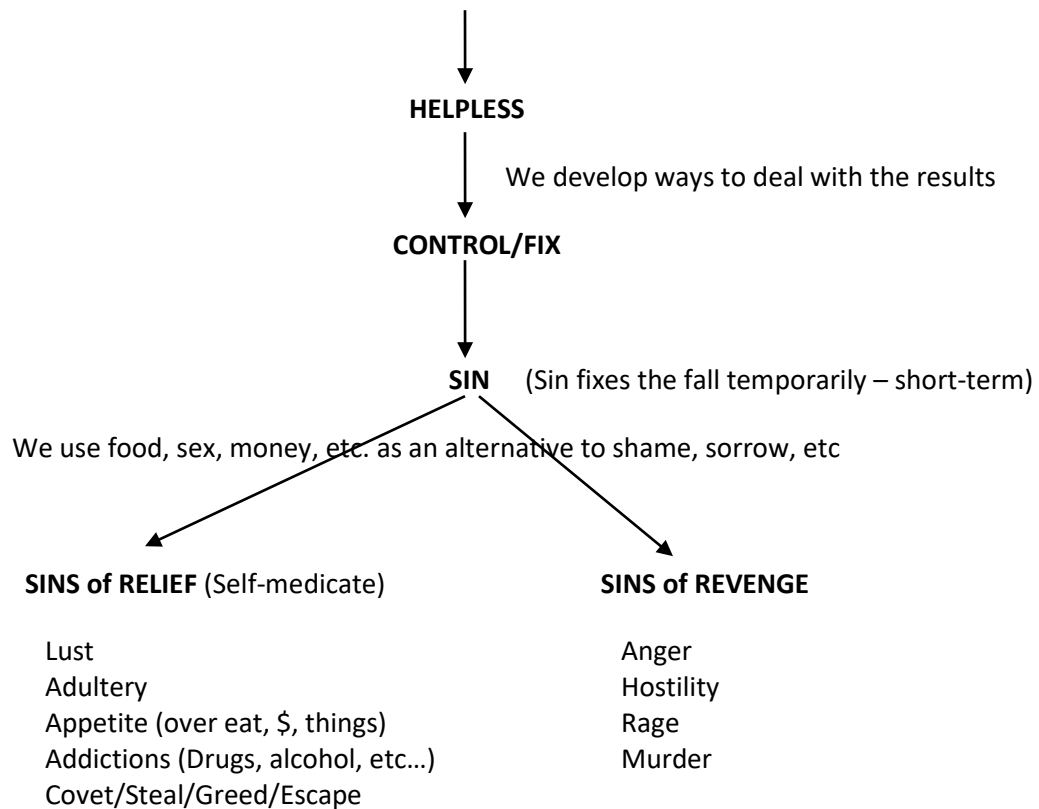 HELPLESS
We develop ways to deal with the results
CONTROL/FIX
SIN (Sin fixes the fall temporarily – short-term)
We use food, sex, money, etc. as an alternative to shame, sorrow, etc
SINS of RELIEF (Self-medicate)
Lust
Adultery
Appetite (over eat, $, things)
Addictions (Drugs, alcohol, etc…)
Covet/Steal/Greed/Escape
SINS of REVENGE
Anger
Hostility
Rage
Murder